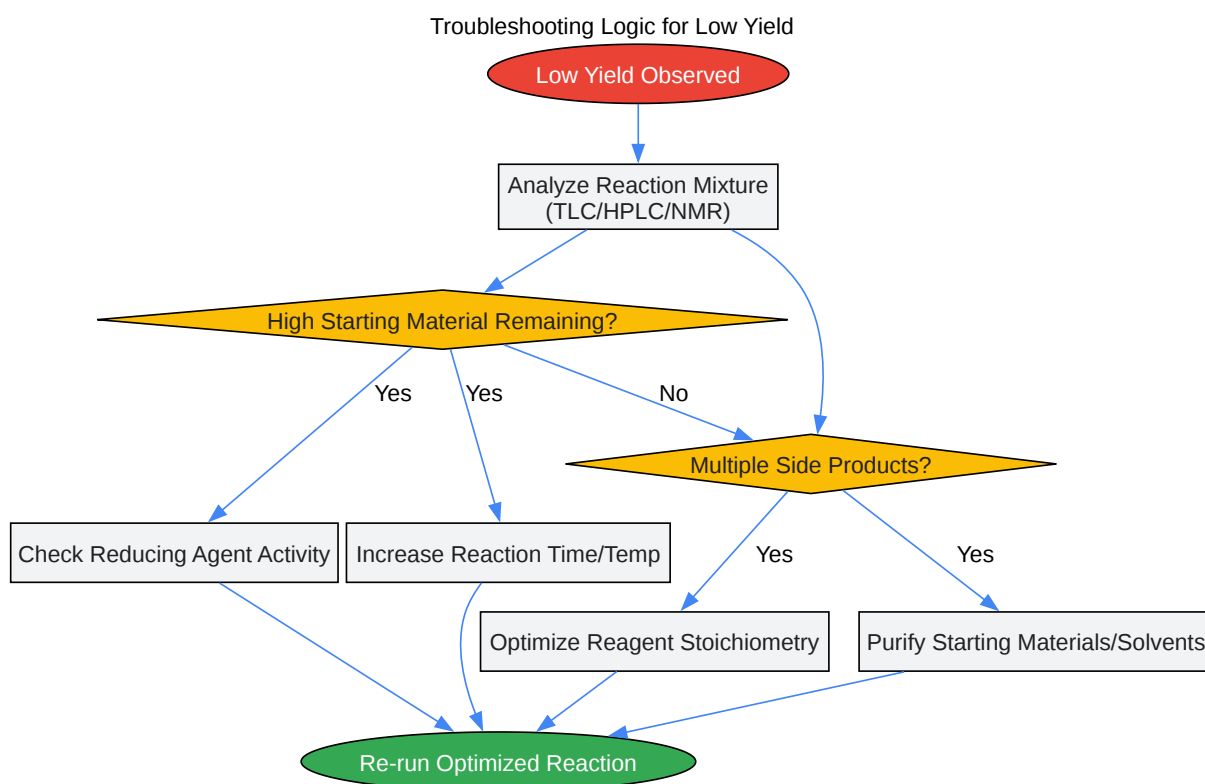 Troubleshooting Logic for Low Yield
Low Yield Observed
Analyze Reaction Mixture
(TLC/HPLC/NMR)
High Starting Material Remaining?
Yes
Yes
No
Multiple Side Products?
Check Reducing Agent Activity
Increase Reaction Time/Temp
Yes
Yes
Optimize Reagent Stoichiometry
Purify Starting Materials/Solvents
Re-run Optimized Reaction